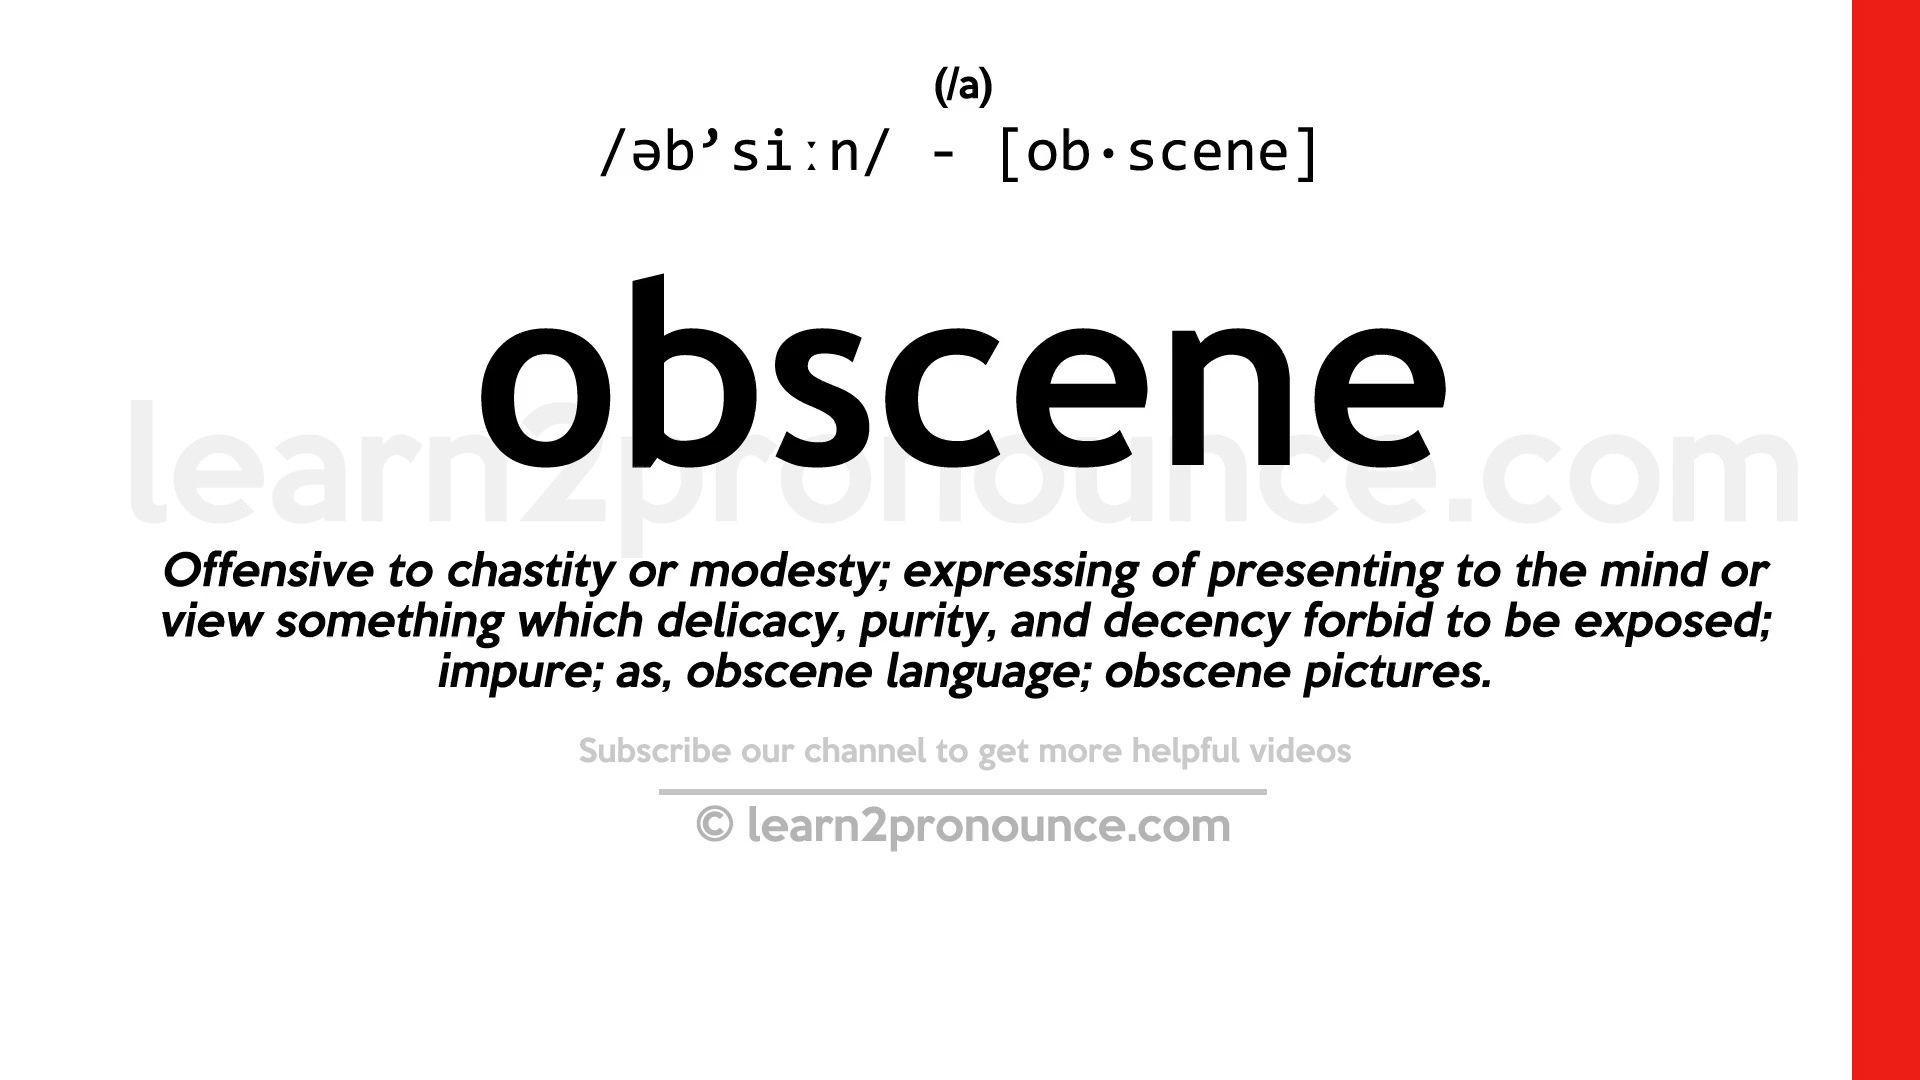 (/a)
/əb’siːn/ - [ob·scene]
obscene
learn2pronounce.com
Offensive to chastity or modesty; expressing of presenting to the mind or
view something which delicacy, purity, and decency forbid to be exposed;
impure; as, obscene language; obscene pictures.
Subscribe our channel to get more helpful videos
© learn2pronounce.com